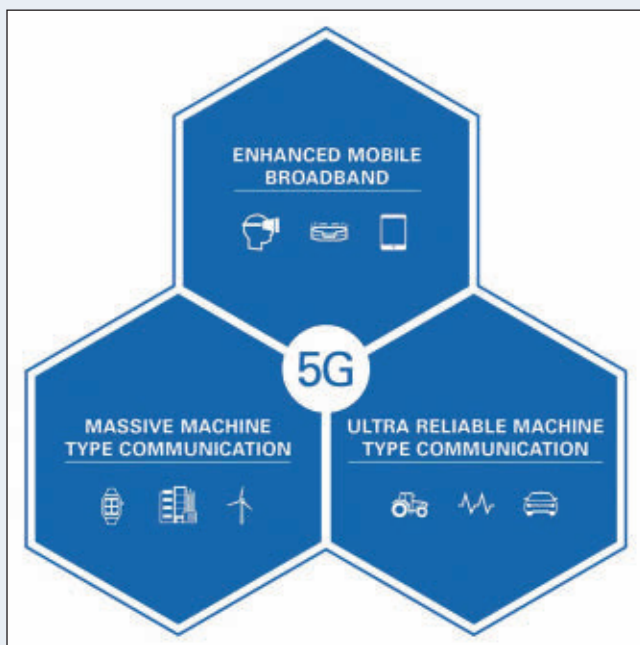 ENHANCED MOBILE
BROADBAND
5G
MASSIVE MACHINE
TYPE COMMUNICATION
ULTRA RELIABLE MACHINE
TYPE COMMUNICATION